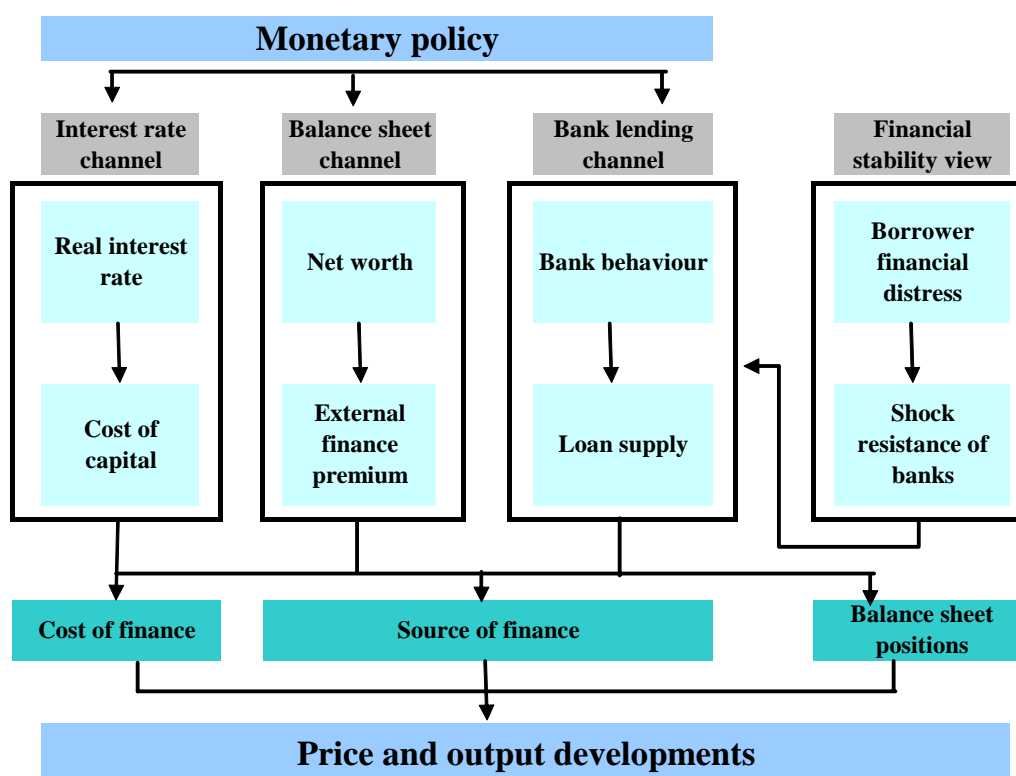 Monetary policy
Interest rate
channel
Balance sheet
channel
Bank lending
channel
Financial
stability view
Real interest
rate
Net worth
Bank behaviour
Borrower
financial
distress
Cost of
capital
External
finance
premium
Loan supply
Shock
resistance of
banks
Cost of finance
Source of finance
Balance sheet
positions
Price and output developments